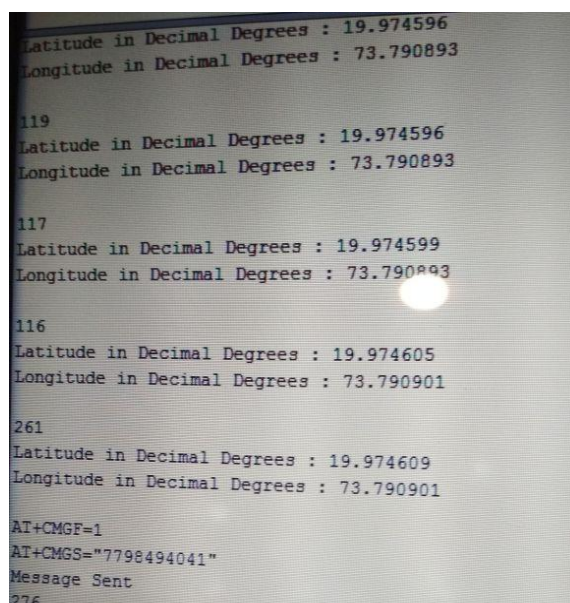 Latitude in Decimal Degrees : 19.974596
Longitude in Decimal Degrees : 73.790893
119
Latitude in Decimal Degrees : 19.974596
Longitude in Decimal Degrees : 73.790893
117
Latitude in Decimal Degrees : 19.974599
Longitude in Decimal Degrees : 73.790893
116
Latitude in Decimal Degrees : 19.974605
Longitude in Decimal Degrees : 73.790901
261
Latitude in Decimal Degrees : 19.974609
Longitude in Decimal Degrees : 73.790901
AT+CMGF=1
AT+CMGS="7798494041"
Message Sent
276